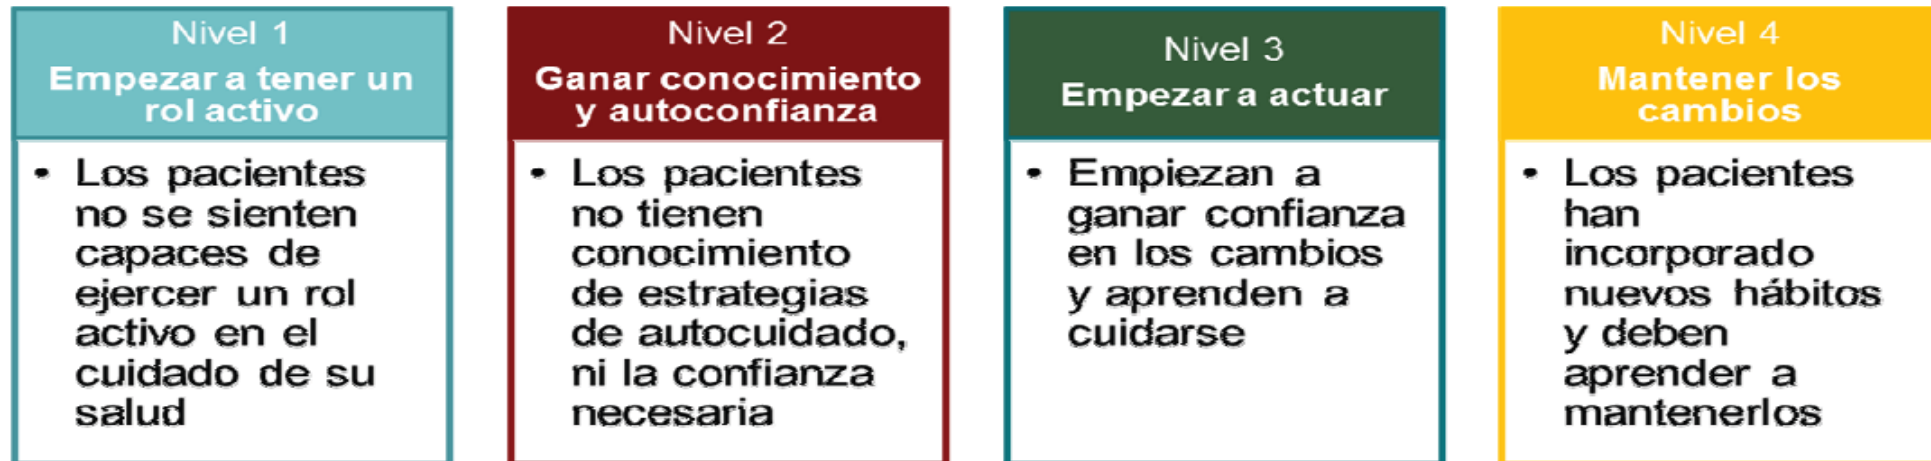 Nivel 1
Empezar a tener un
rol activo
• Los pacientes
no se sienten
capaces de
ejercer un rol
activo en el
cuidado de su
salud
Nivel 2
Ganar conocimiento
y autoconfianza
• Los pacientes
no tienen
conocimiento
de estrategias
de autocuidado,
ni la confianza
necesaria
Nivel 3
Empezar a actuar
• Empiezan a
ganar confianza
en los cambios
y aprenden a
cuidarse
Nivel 4
Mantener los
cambios
• Los pacientes
han
incorporado
nuevos hábitos
y deben
aprender a
mantenerlos